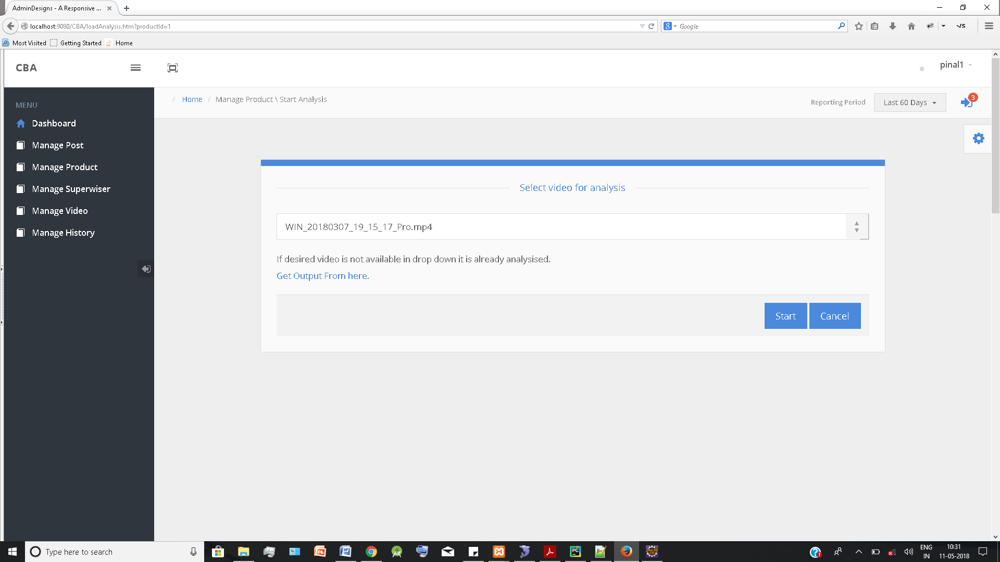 AdminDesigns - A Responsive ...
localhost:9080/CBA/loadAnalysis.htm?productId=1
Google
Most Visited
Getting Started
Home
CBA
pinal1
/ Home / Manage Product \ Start Analysis
Reporting Period
Last 60 Days
3
MENU
Dashboard
Manage Post
Manage Product
Manage Superwiser
Manage Video
Manage History
Select video for analysis
WIN_20180307_19_15_17_Pro.mp4
If desired video is not available in drop down it is already analysised.
Get Output From here.
Start
Cancel
Type here to search
ENG
IN
10:31
11-05-2018